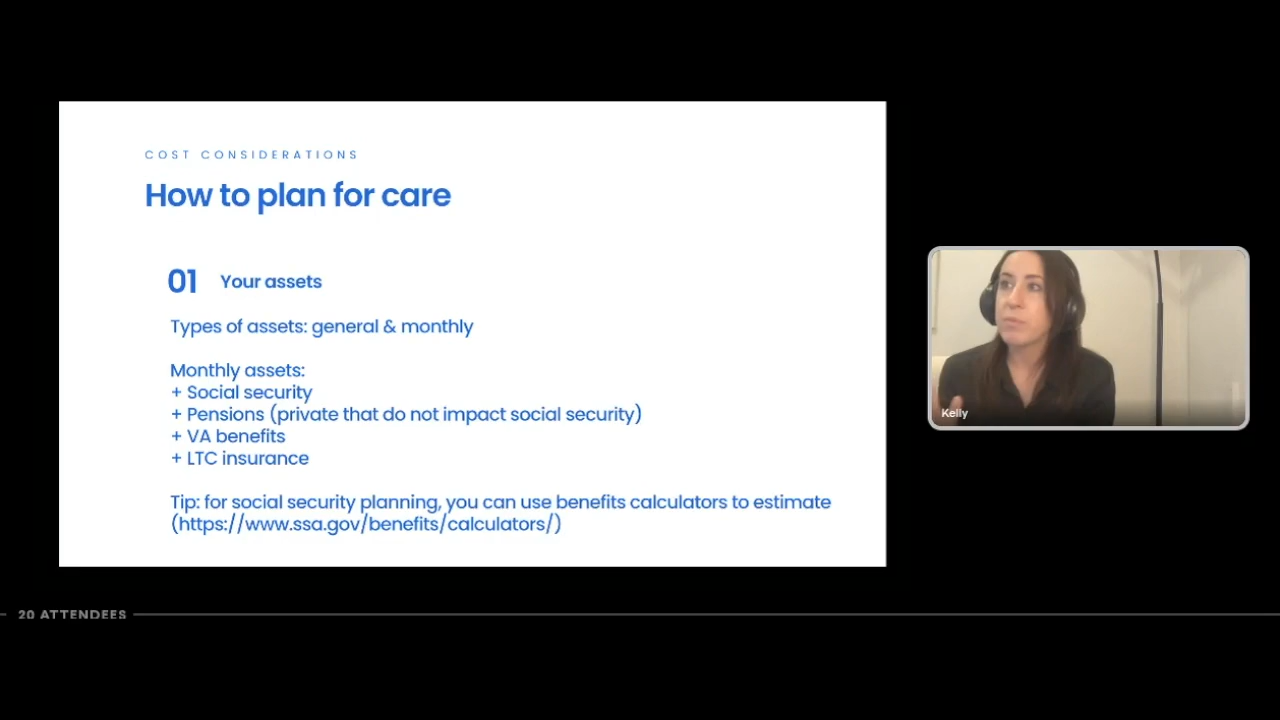 COST CONSIDERATIONS
How to plan for care
01 Your assets
Types of assets: general & monthly
Monthly assets:
+ Social security
+ Pensions (private that do not impact social security)
+ VA benefits
+ LTC insurance
Tip: for social security planning, you can use benefits calculators to estimate
(https://www.ssa.gov/benefits/calculators/)
Kelly
20 ATTENDEES